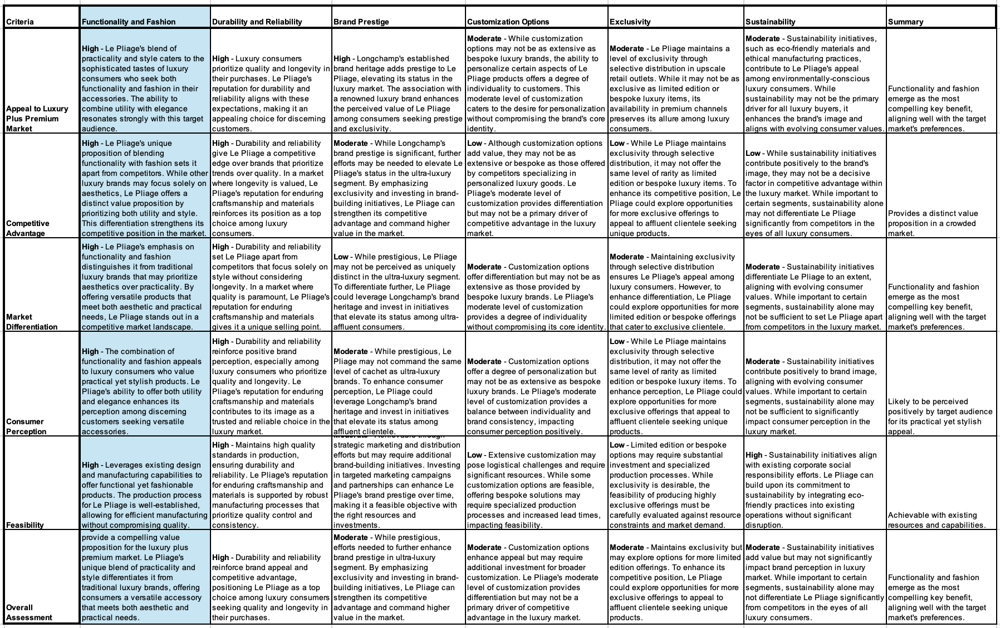 Criteria
Functionality and Fashion
Durability and Reliability
Brand Prestige
Customization Options
Exclusivity
Sustainability
Summary
Appeal to Luxury
Plus Premium
Market
High - Le Pliage's blend of
practicality and style caters to the
sophisticated tastes of luxury
consumers who seek both
functionality and fashion in their
accessories. The ability to
combine utility with elegance
resonates strongly with this target
audience.
High - Luxury consumers
prioritize quality and longevity in
their purchases. Le Pliage's
reputation for durability and
reliability aligns with these
expectations, making it an
appealing choice for discerning
customers.
High - Longchamp's established
brand heritage adds prestige to Le
Pliage, elevating its status in the
luxury market. The association with
a renowned luxury brand enhances
the perceived value of Le Pliage
among consumers seeking prestige
and exclusivity.
Moderate - While customization
options may not be as extensive as
bespoke luxury brands, the ability to
personalize certain aspects of Le
Pliage products offers a degree of
individuality to customers. This
moderate level of customization
caters to the desire for personalization
without compromising the brand's core
identity.
Moderate - Le Pliage maintains a
level of exclusivity through
selective distribution in upscale
retail outlets. While it may not be as
exclusive as limited edition or
bespoke luxury items, its
availability in premium channels
preserves its allure among luxury
consumers.
Moderate - Sustainability initiatives,
such as eco-friendly materials and
ethical manufacturing practices,
contribute to Le Pliage's appeal
among environmentally-conscious
luxury consumers. While
sustainability may not be the primary
driver for all luxury buyers, it
enhances the brand's image and
aligns with evolving consumer values.
Functionality and fashion
emerge as the most
compelling key benefit,
aligning well with the target
market's preferences.
Competitive
Advantage
High - Le Pliage's unique
proposition of blending
functionality with fashion sets it
apart from competitors. While other
luxury brands may focus solely on
aesthetics, Le Pliage offers a
distinct value proposition by
prioritizing both utility and style.
This differentiation strengthens its
competitive position in the market.
High - Durability and reliability
give Le Pliage a competitive
edge over brands that prioritize
trends over quality. In a market
where longevity is valued, Le
Pliage's reputation for enduring
craftsmanship and materials
reinforces its position as a top
choice among luxury
consumers.
Moderate - While Longchamp's
brand prestige is significant, further
efforts may be needed to elevate Le
Pliage's status in the ultra-luxury
segment. By emphasizing
exclusivity and investing in brand-
building initiatives, Le Pliage can
strengthen its competitive
advantage and command higher
value in the market.
Low - Although customization options
add value, they may not be as
extensive or bespoke as those offered
by competitors specializing in
personalized luxury goods. Le
Pliage's moderate level of
customization provides differentiation
but may not be a primary driver of
competitive advantage in the luxury
market.
Low - While Le Pliage maintains
exclusivity through selective
distribution, it may not offer the
same level of rarity as limited
edition or bespoke luxury items. To
enhance its competitive position, Le
Pliage could explore opportunities
for more exclusive offerings to
appeal to affluent clientele seeking
unique products.
Low - While sustainability initiatives
contribute positively to the brand's
image, they may not be a decisive
factor in competitive advantage within
the luxury market. While important to
certain segments, sustainability alone
may not differentiate Le Pliage
significantly from competitors in the
eyes of all luxury consumers.
Provides a distinct value
proposition in a crowded
market.
Market
Differentiation
High - Le Pliage's emphasis on
functionality and fashion
distinguishes it from traditional
luxury brands that may prioritize
aesthetics over practicality. By
offering versatile products that
meet both aesthetic and practical
needs, Le Pliage stands out in a
competitive market landscape.
High - Durability and reliability
set Le Pliage apart from
competitors that focus solely on
style without considering
longevity. In a market where
quality is paramount, Le Pliage's
reputation for enduring
craftsmanship and materials
gives it a unique selling point.
Low - While prestigious, Le Pliage
may not be perceived as uniquely
distinct in the ultra-luxury segment.
To differentiate further, Le Pliage
could leverage Longchamp's brand
heritage and invest in initiatives
that elevate its status among ultra-
affluent consumers.
Moderate - Customization options
offer differentiation but may not be as
extensive as those provided by
bespoke luxury brands. Le Pliage's
moderate level of customization
provides a degree of individuality
without compromising its core identity.
Moderate - Maintaining exclusivity
through selective distribution
ensures Le Pliage's appeal among
luxury consumers. However, to
enhance differentiation, Le Pliage
could explore opportunities for more
limited edition or bespoke offerings
that cater to exclusive clientele.
Moderate - Sustainability initiatives
differentiate Le Pliage to an extent,
aligning with evolving consumer
values. While important to certain
segments, sustainability alone may
not be sufficient to set Le Pliage apart
from competitors in the luxury market.
Functionality and fashion
emerge as the most
compelling key benefit,
aligning well with the target
market's preferences.
Consumer
Perception
High - The combination of
functionality and fashion appeals
to luxury consumers who value
practical yet stylish products. Le
Pliage's ability to offer both utility
and elegance enhances its
perception among discerning
customers seeking versatile
accessories.
High - Durability and reliability
reinforce positive brand
perception, especially among
luxury consumers who prioritize
quality and longevity. Le
Pliage's reputation for enduring
craftsmanship and materials
contributes to its image as a
trusted and reliable choice in the
luxury market.
Moderate - While prestigious, Le
Pliage may not command the same
level of cachet as ultra-luxury
brands. To enhance consumer
perception, Le Pliage could
leverage Longchamp's brand
heritage and invest in initiatives
that elevate its status among
affluent clientele.
Moderate - Customization options
offer a degree of personalization but
may not be as extensive as bespoke
luxury brands. Le Pliage's moderate
level of customization provides a
balance between individuality and
brand consistency, impacting
consumer perception positively.
Low - While Le Pliage maintains
exclusivity through selective
distribution, it may not offer the
same level of rarity as limited
edition or bespoke luxury items. To
enhance perception, Le Pliage could
explore opportunities for more
exclusive offerings that appeal to
affluent clientele seeking unique
products.
Moderate - Sustainability initiatives
contribute positively to brand image,
aligning with evolving consumer
values. While important to certain
segments, sustainability alone may
not be sufficient to significantly
impact consumer perception in the
luxury market.
Likely to be perceived
positively by target audience
for its practical yet stylish
appeal.
Feasibility
High - Leverages existing design
and manufacturing capabilities to
offer functional yet fashionable
products. The production process
for Le Pliage is well-established,
allowing for efficient manufacturing
without compromising quality.
High - Maintains high quality
standards in production,
ensuring durability and
reliability. Le Pliage's reputation
for enduring craftsmanship and
materials is supported by robust
manufacturing processes that
prioritize quality control and
consistency.
strategic marketing and distribution
efforts but may require additional
brand-building initiatives. Investing
in targeted marketing campaigns
and partnerships can enhance Le
Pliage's brand prestige over time,
making it a feasible objective with
the right resources and
investments.
Low - Extensive customization may
pose logistical challenges and require
significant resources. While some
customization options are feasible,
offering bespoke solutions may
require specialized production
processes and increased lead times,
impacting feasibility.
Low - Limited edition or bespoke
options may require substantial
investment and specialized
production processes. While
exclusivity is desirable, the
feasibility of producing highly
exclusive offerings must be
carefully evaluated against resource
constraints and market demand.
High - Sustainability initiatives align
with existing corporate social
responsibility efforts. Le Pliage can
build upon its commitment to
sustainability by integrating eco-
friendly practices into existing
operations without significant
disruption.
Achievable with existing
resources and capabilities.
Overall
Assessment
provide a compelling value
proposition for the luxury plus
premium market. Le Pliage's
unique blend of practicality and
style differentiates it from
traditional luxury brands, offering
consumers a versatile accessory
that meets both aesthetic and
practical needs.
High - Durability and reliability
reinforce brand appeal and
competitive advantage,
positioning Le Pliage as a top
choice among luxury consumers
seeking quality and longevity in
their purchases.
Moderate - While prestigious,
efforts needed to further enhance
brand prestige in ultra-luxury
segment. By emphasizing
exclusivity and investing in brand-
building initiatives, Le Pliage can
strengthen its competitive
advantage and command higher
value in the market.
Moderate - Customization options
enhance appeal but may require
additional investment for broader
customization. Le Pliage's moderate
level of customization provides
differentiation but may not be a
primary driver of competitive
advantage in the luxury market.
Moderate - Maintains exclusivity but
may explore options for more limited
edition offerings. To enhance its
competitive position, Le Pliage
could explore opportunities for more
exclusive offerings to appeal to
affluent clientele seeking unique
products.
Moderate - Sustainability initiatives
add value but may not significantly
impact brand perception in luxury
market. While important to certain
segments, sustainability alone may
not differentiate Le Pliage significantly
from competitors in the eyes of all
luxury consumers.
Functionality and fashion
emerge as the most
compelling key benefit,
aligning well with the target
market's preferences.